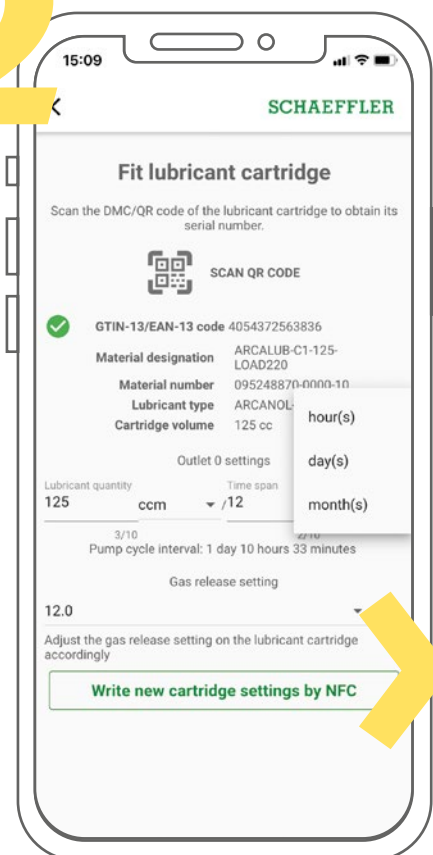 2
15:09
SCHAEFFLER
Fit lubricant cartridge
Scan the DMC/QR code of the lubricant cartridge to obtain its
serial number.
SCAN QR CODE
GTIN-13/EAN-13 code 4054372563836
Material designation ARCALUB-C1-125-
LOAD220
Material number 095248870-0000-10
Lubricant type ARCANOL-
Cartridge volume 125 cc
hour(s)
day(s)
month(s)
Outlet 0 settings
Lubricant quantity Time span
125 ccm / 12
3/10 2/10
Pump cycle interval: 1 day 10 hours 33 minutes
Gas release setting
12.0
Adjust the gas release setting on the lubricant cartridge
accordingly
Write new cartridge settings by NFC